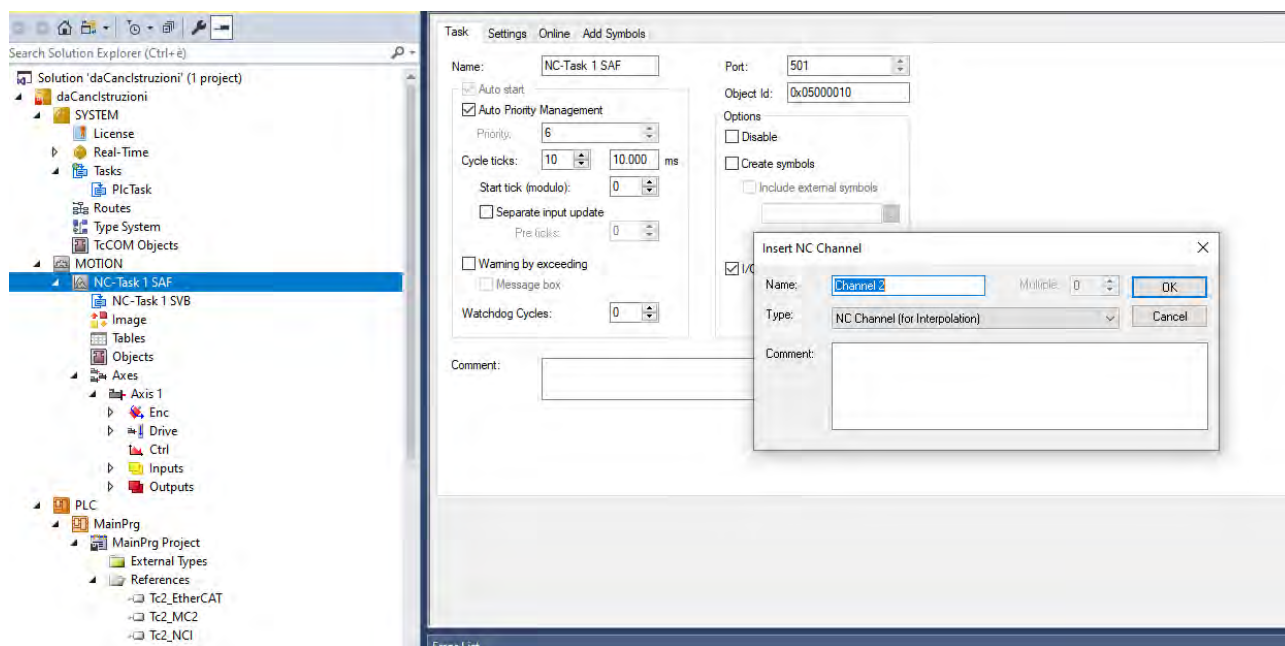 Search Solution Explorer (Ctrl+è)
Solution 'daCancIstruzioni' (1 project)
daCancIstruzioni
SYSTEM
License
Real-Time
Tasks
PlcTask
Routes
Type System
TcCOM Objects
MOTION
NC-Task 1 SAF
NC-Task 1 SVB
Image
Tables
Objects
Axes
Axis 1
Enc
Drive
Ctrl
Inputs
Outputs
PLC
MainPrg
MainPrg Project
External Types
References
Tc2_EtherCAT
Tc2_MC2
Tc2_NCI
Task Settings Online Add Symbols
Name: NC-Task 1 SAF
Auto start
Auto Priority Management
Priority: 6
Cycle ticks: 10 10.000 ms
Start tick (modulo): 0
Separate input update
Pre ticks: 0
Warning by exceeding
Message box
Watchdog Cycles: 0
Comment:
Port: 501
Object Id: 0x05000010
Options
Disable
Create symbols
Include external symbols
Insert NC Channel
Name: Channel 2 Multiple: 0 OK
Type: NC Channel (for Interpolation) Cancel
Comment: